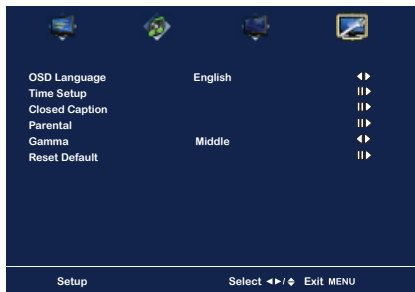 OSD Language English
Time Setup
Closed Caption
Parental
Gamma Middle
Reset Default
Setup Select ◄►/ Exit MENU